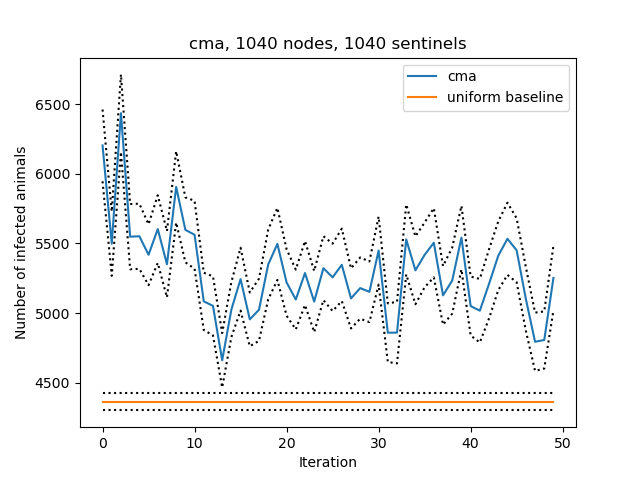 cma, 1040 nodes, 1040 sentinels
cma
uniform baseline
Number of infected animals
6500
6000
5500
5000
4500
0 10 20 30 40 50
Iteration